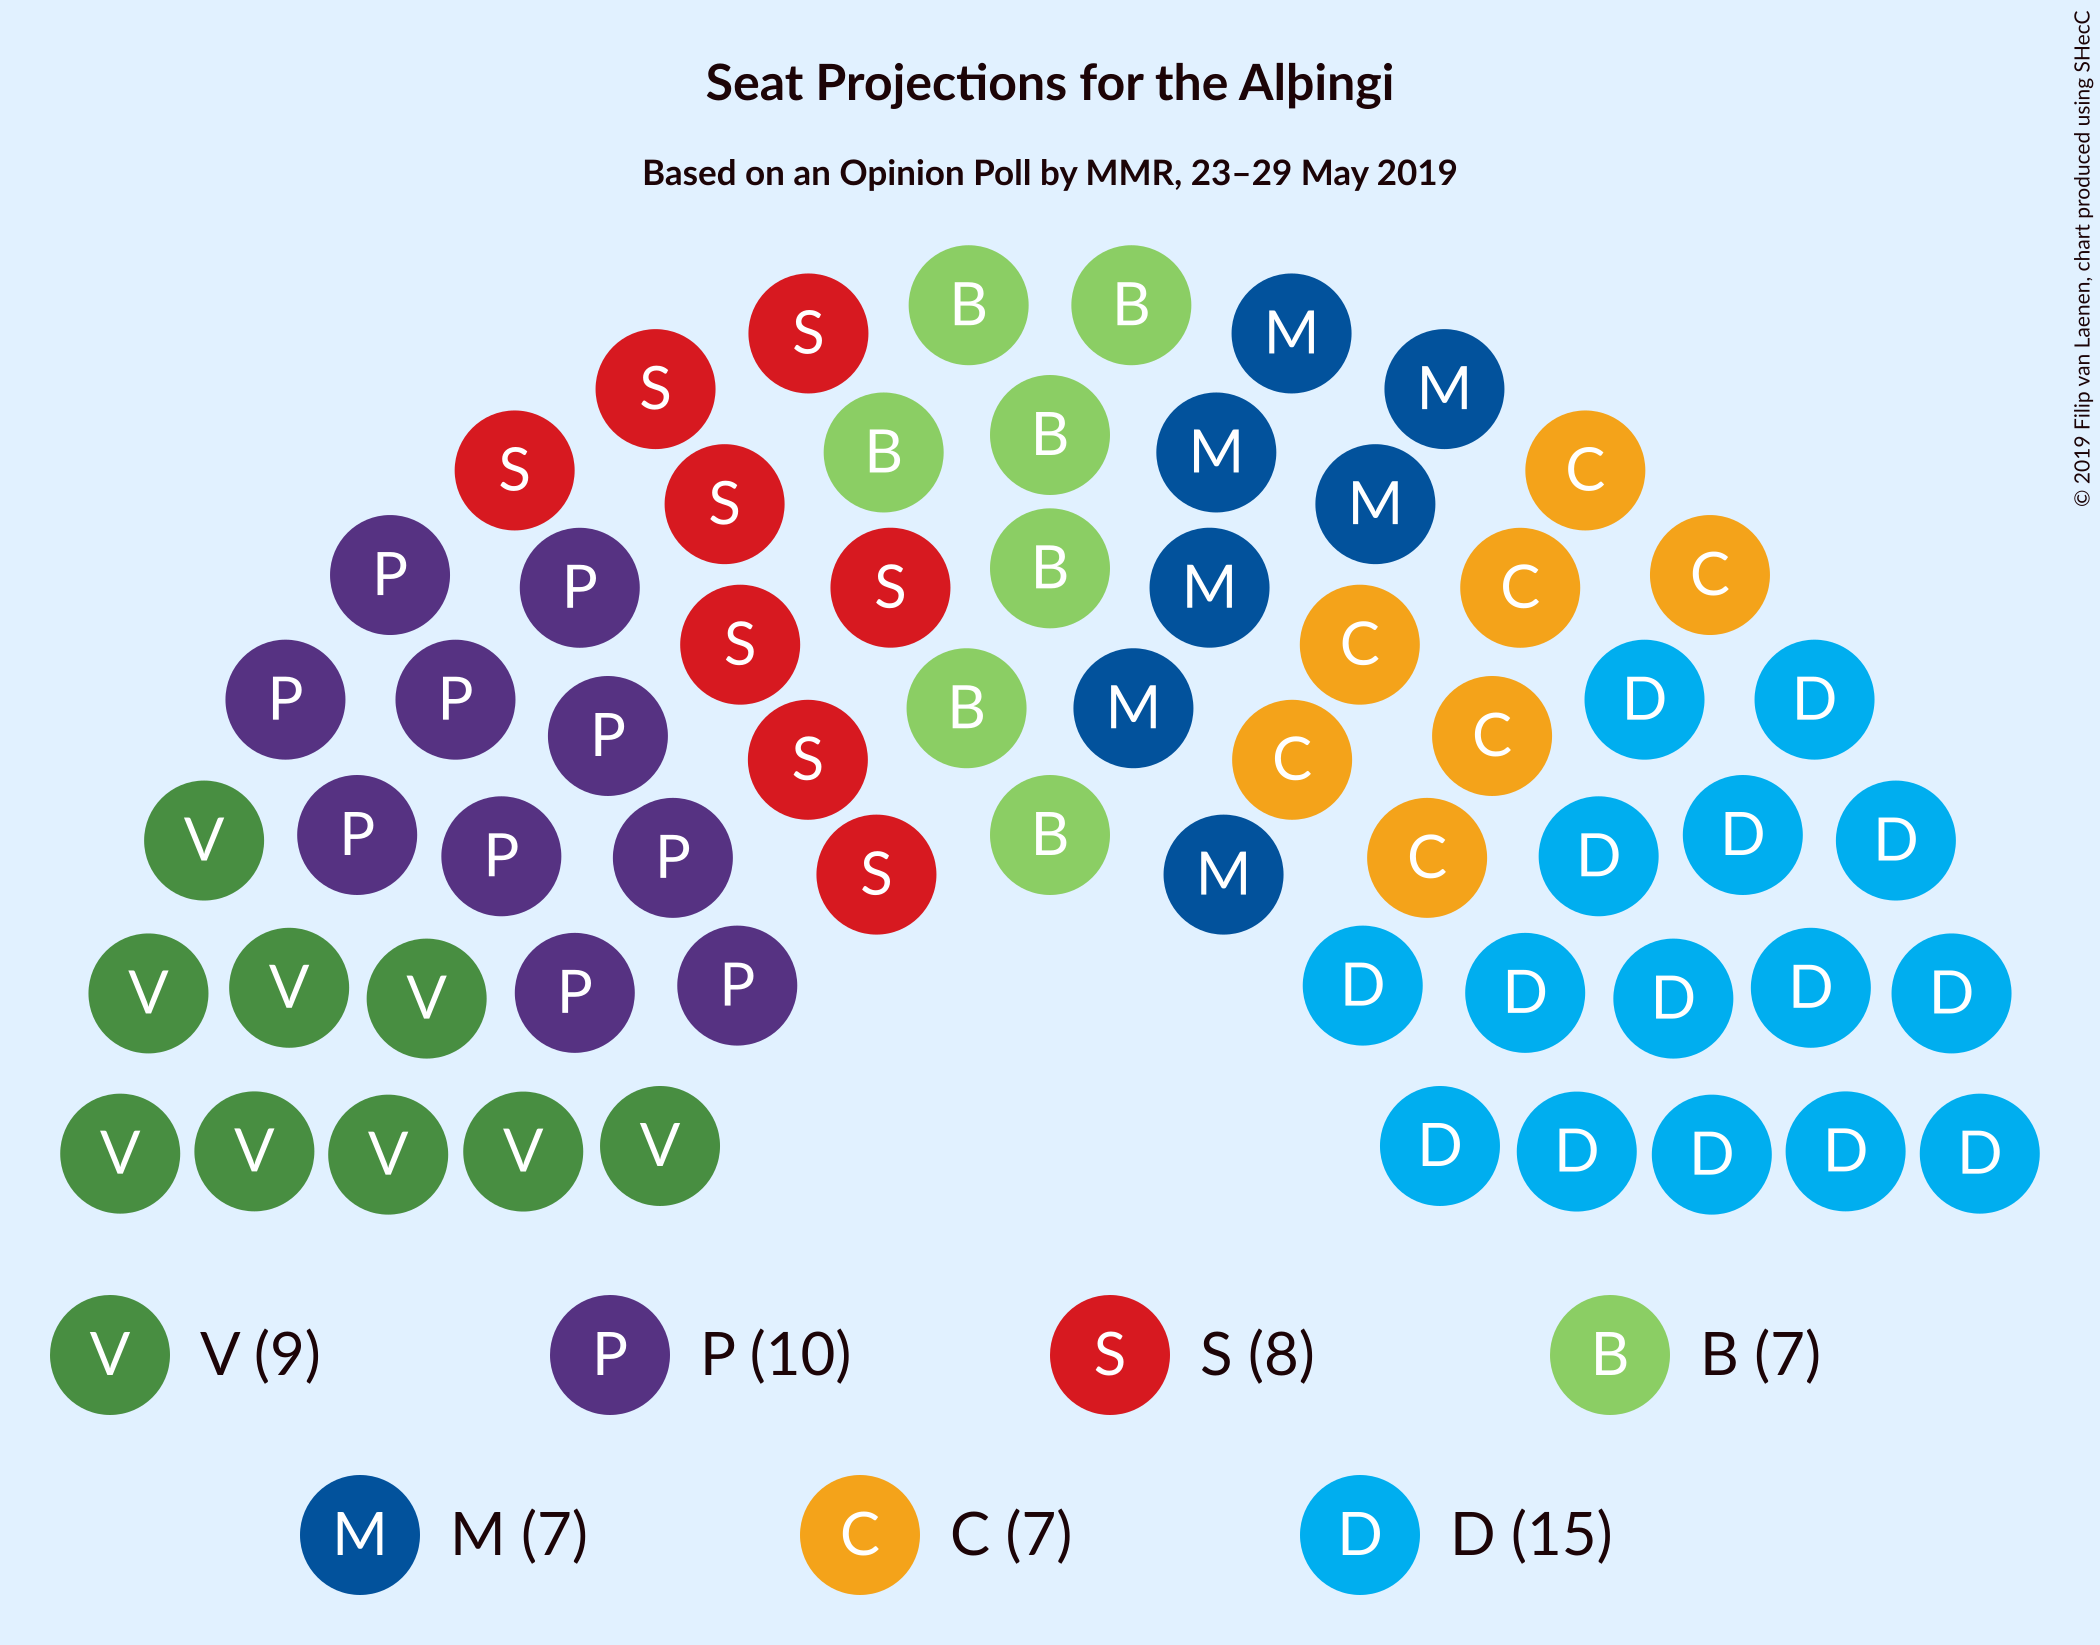 Seat Projections for the Alþingi
Based on an Opinion Poll by MMR, 23–29 May 2019
© 2019 Filip van Laenen, chart produced using SHecC
B B
S M
S M
B
S B M C
S M
B C
P P S M C C
S C
P P B M D D
P C
S C
V P P P D D D
P C
S B M
V V V P P D D D D D
V V V V V D D D D D
V V (9) P P (10) S S (8) B B (7)
M M (7) C C (7) D D (15)